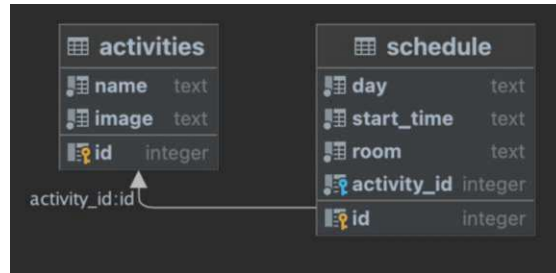 activities
name text
image text
id integer
activity_id:id
schedule
day text
start_time text
room text
activity_id integer
id integer